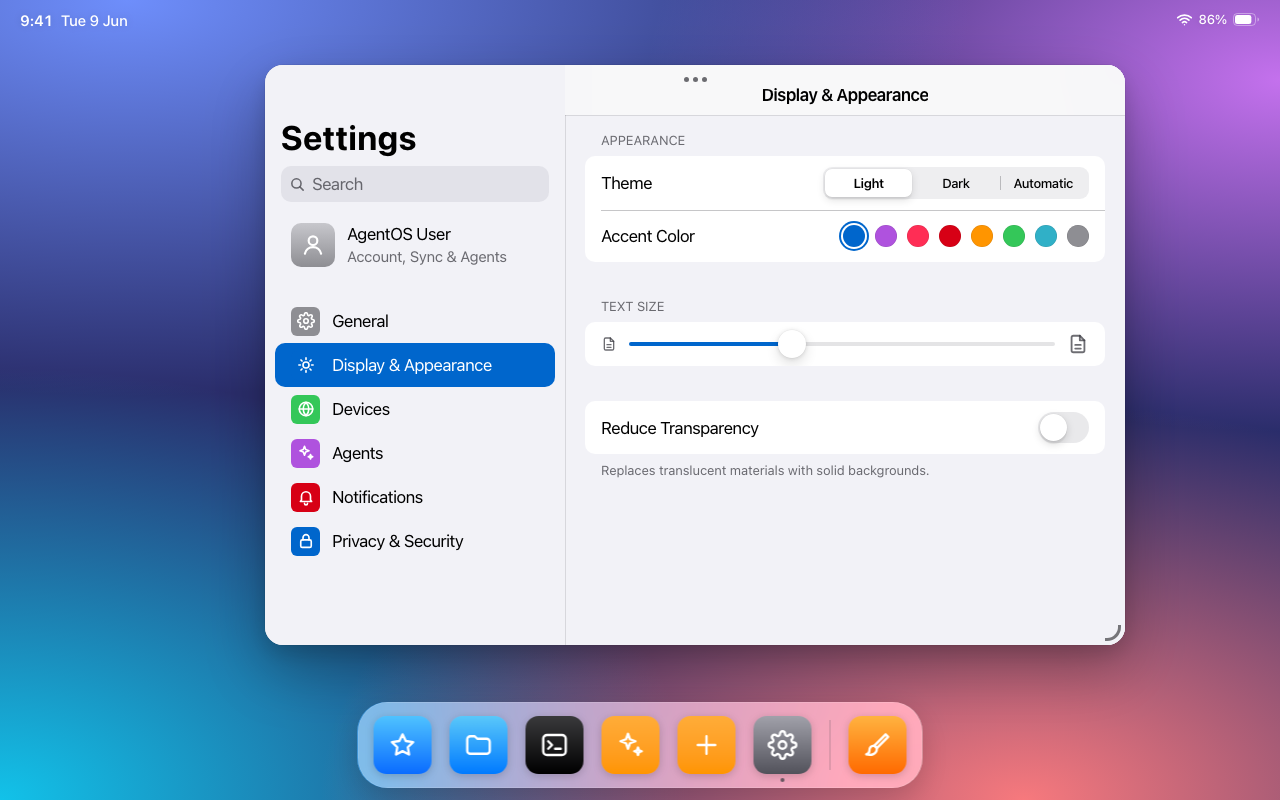 9:41 Tue 9 Jun
86%
Settings
Search
AgentOS User
Account, Sync & Agents
General
Display & Appearance
Devices
Agents
Notifications
Privacy & Security
Display & Appearance
APPEARANCE
Theme Light Dark Automatic
Accent Color
TEXT SIZE
Reduce Transparency
Replaces translucent materials with solid backgrounds.